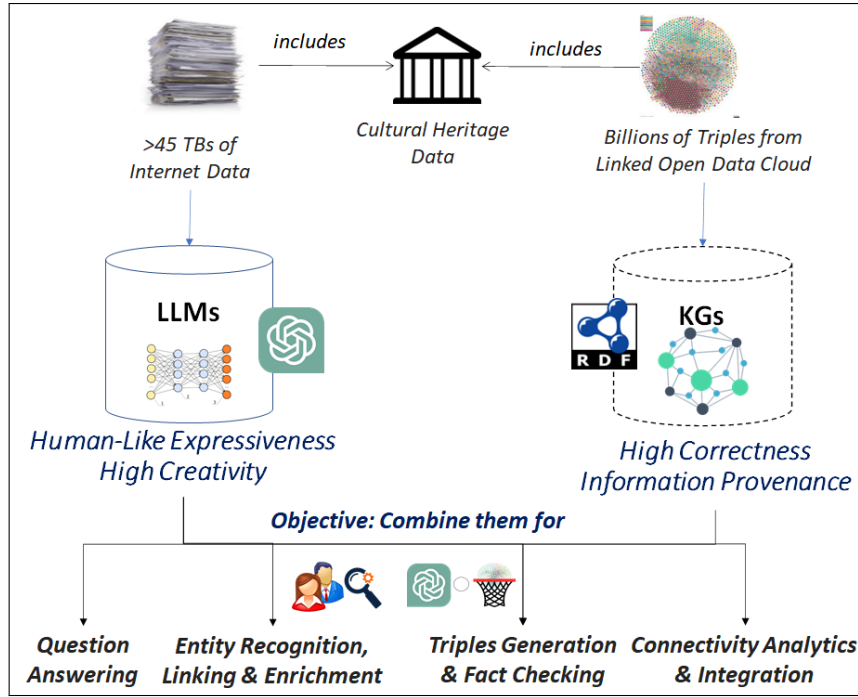 includes
includes
Cultural Heritage
Data
>45 TBs of
Internet Data
Billions of Triples from
Linked Open Data Cloud
LLMs
KGs
RDF
Human-Like Expressiveness
High Creativity
High Correctness
Information Provenance
Objective: Combine them for
Question
Answering
Entity Recognition,
Linking & Enrichment
Triples Generation
& Fact Checking
Connectivity Analytics
& Integration